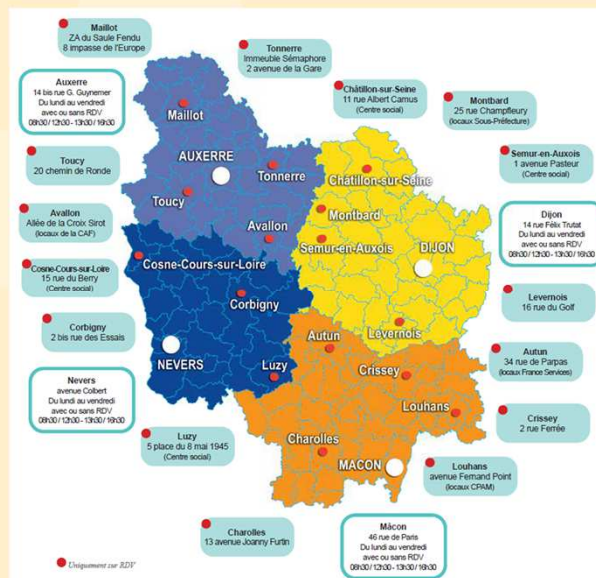 Maillot
ZA du Saule Fendu
8 impasse de l'Europe
Tonnerre
Immeuble Sémaphore
2 avenue de la Gare
Châtillon-sur-Seine
11 rue Albert Camus
(Centre social)
Montbard
25 rue Champfleury
(locaux Sous-Préfecture)
Auxerre
14 bis rue G. Guynemer
Du lundi au vendredi
avec ou sans RDV
08h30 / 12h30 - 13h30 / 16h30
Semur-en-Auxois
1 avenue Pasteur
(Centre social)
Toucy
20 chemin de Ronde
Dijon
14 rue Félix Trutat
Du lundi au vendredi
avec ou sans RDV
08h30 / 12h30 - 13h30 / 16h30
Avallon
Allée de la Croix Sirot
(locaux de la CAF)
Cosne-Cours-sur-Loire
15 rue du Berry
(Centre social)
Levernois
16 rue du Golf
Corbigny
2 bis rue des Essais
Autun
34 rue de Parpas
(locaux France Services)
Nevers
avenue Colbert
Du lundi au vendredi
avec ou sans RDV
08h30 / 12h30 - 13h30 / 16h30
Crissey
2 rue Ferrée
Luzy
5 place du 8 mai 1945
(Centre social)
Louhans
avenue Fernand Point
(locaux CPAM)
Charolles
13 avenue Joanny Furtin
Mâcon
46 rue de Paris
Du lundi au vendredi
avec ou sans RDV
08h30 / 12h30 - 13h30 / 16h30
Maillot
AUXERRE
Tonnerre
Toucy
Avallon
Châtillon-sur-Seine
Montbard
Semur-en-Auxois
DIJON
Levernois
Cosne-Cours-sur-Loire
Corbigny
NEVERS
Luzy
Autun
Crissey
Louhans
Charolles
MACON
Uniquement sur RDV